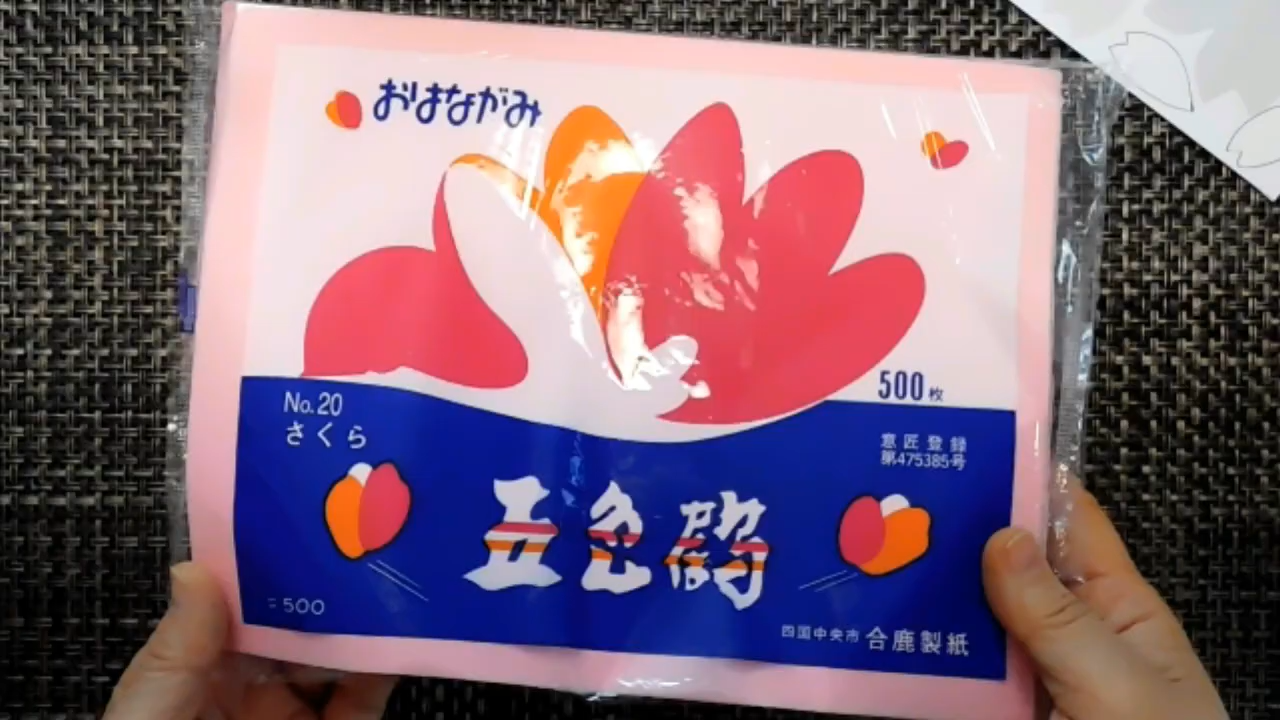 おはながみ
500枚
No.20
さくら
意匠登録
第475385号
五色鶴
500
四国中央市 合鹿製紙